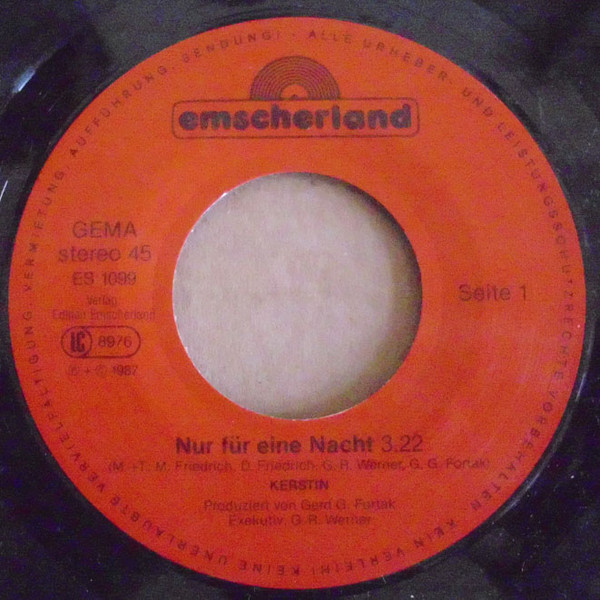 ALLE URHEBER- UND LEISTUNGSSCHUTZRECHTE VORBEHALTEN · KEIN VERLEIH! KEINE UNERLAUBTE VERVIELFÄLTIGUNG, VERMIETUNG, AUFFÜHRUNG, SENDUNG! ·
emscherland
GEMA
stereo 45
ES 1099
Verlag
Edition Emscherland
LC 8976
Ⓟ + © 1987
Seite 1
Nur für eine Nacht 3.22
(M. + T. M. Friedrich, D. Friedrich, G. R. Werner, G. G. Fortak)
KERSTIN
Produziert von Gerd G. Fortak
Exekutiv: G. R. Werner